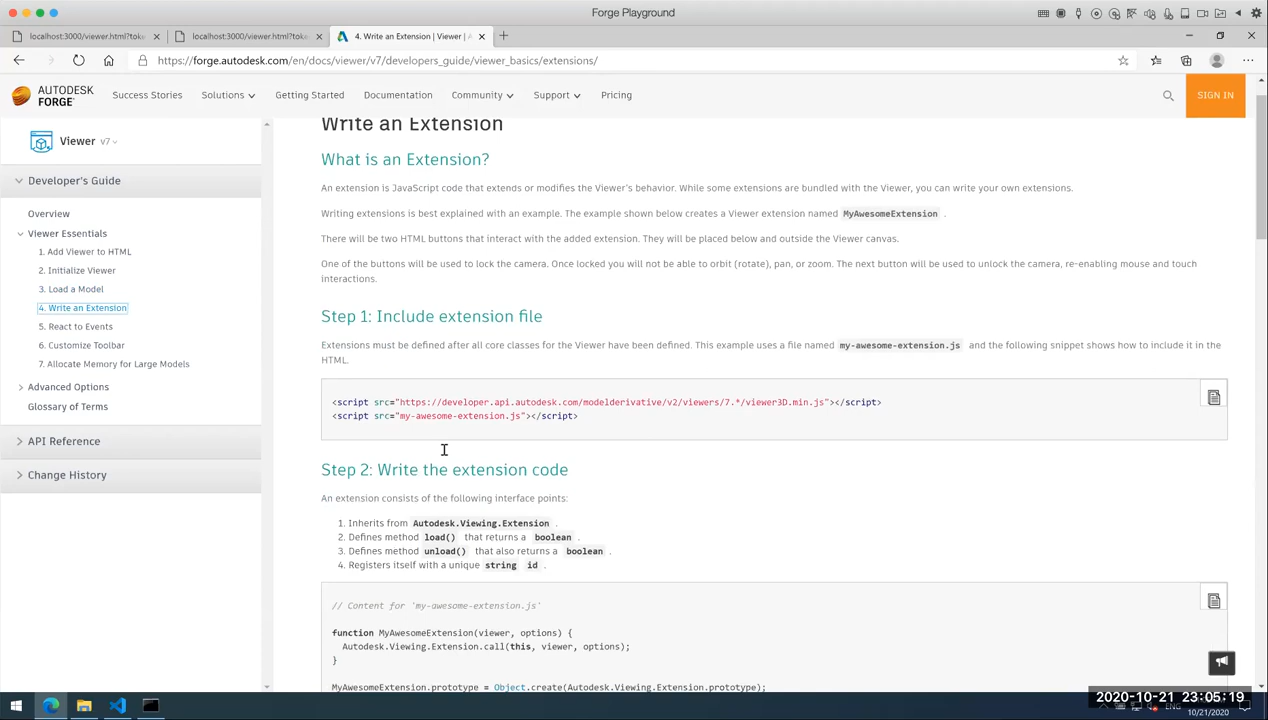 Forge Playground
localhost:3000/viewer.html?tok
localhost:3000/viewer.html?tok
4. Write an Extension | Viewer | A
https://forge.autodesk.com/en/docs/viewer/v7/developers_guide/viewer_basics/extensions/
AUTODESK
FORGE
Success Stories
Solutions
Getting Started
Documentation
Community
Support
Pricing
SIGN IN
Viewer v7
Developer's Guide
Overview
Viewer Essentials
1. Add Viewer to HTML
2. Initialize Viewer
3. Load a Model
4. Write an Extension
5. React to Events
6. Customize Toolbar
7. Allocate Memory for Large Models
Advanced Options
Glossary of Terms
API Reference
Change History
Write an Extension
What is an Extension?
An extension is JavaScript code that extends or modifies the Viewer's behavior. While some extensions are bundled with the Viewer, you can write your own extensions.
Writing extensions is best explained with an example. The example shown below creates a Viewer extension named MyAwesomeExtension .
There will be two HTML buttons that interact with the added extension. They will be placed below and outside the Viewer canvas.
One of the buttons will be used to lock the camera. Once locked you will not be able to orbit (rotate), pan, or zoom. The next button will be used to unlock the camera, re-enabling mouse and touch
interactions.
Step 1: Include extension file
Extensions must be defined after all core classes for the Viewer have been defined. This example uses a file named my-awesome-extension.js and the following snippet shows how to include it in the
HTML.
<script src="https://developer.api.autodesk.com/modelderivative/v2/viewers/7.*/viewer3D.min.js"></script>
<script src="my-awesome-extension.js"></script>
Step 2: Write the extension code
An extension consists of the following interface points:
1. Inherits from Autodesk.Viewing.Extension .
2. Defines method load() that returns a boolean .
3. Defines method unload() that also returns a boolean .
4. Registers itself with a unique string id .
// Content for 'my-awesome-extension.js'
function MyAwesomeExtension(viewer, options) {
Autodesk.Viewing.Extension.call(this, viewer, options);
}
MyAwesomeExtension.prototype = Object.create(Autodesk.Viewing.Extension.prototype);
2020-10-21 23:05:19
ENG
10/21/2020